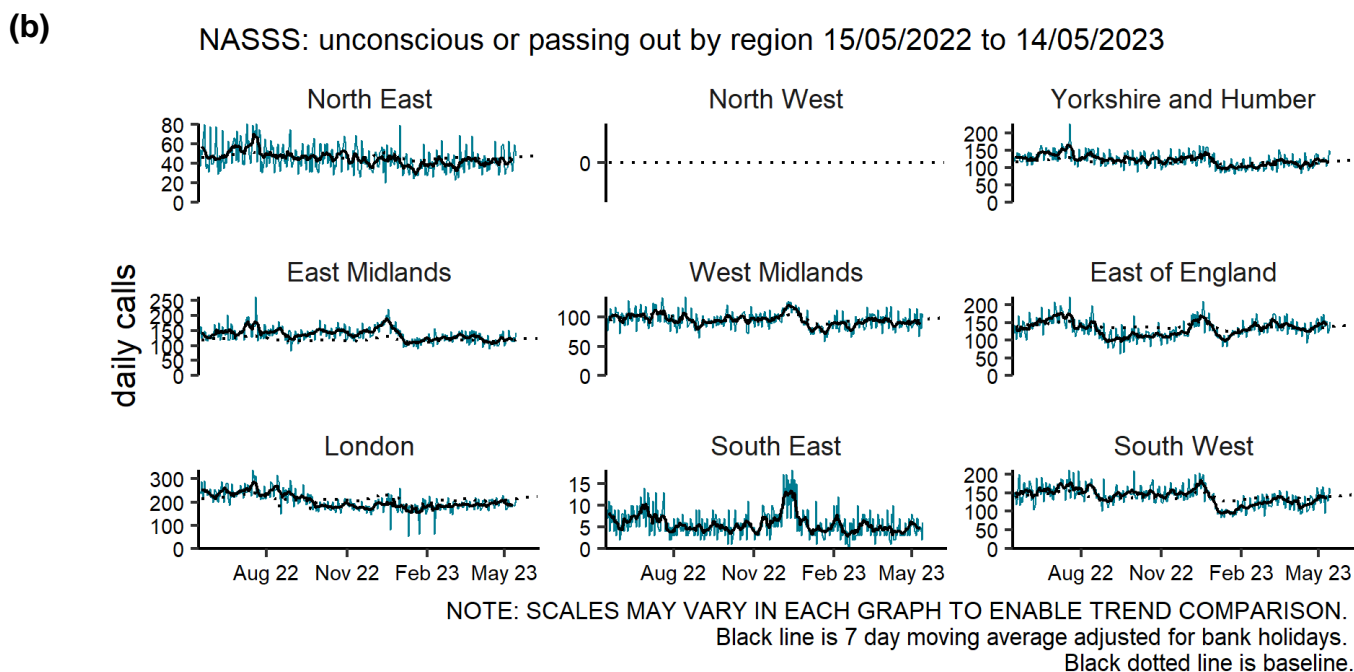 (b)
NASSS: unconscious or passing out by region 15/05/2022 to 14/05/2023
North East
North West
Yorkshire and Humber
80
60
40
20
0
0
200
150
100
50
0
East Midlands
West Midlands
East of England
daily calls
250
200
150
100
50
0
100
50
0
200
150
100
50
0
London
South East
South West
300
200
100
0
15
10
5
0
200
150
100
50
0
Aug 22 Nov 22 Feb 23 May 23
Aug 22 Nov 22 Feb 23 May 23
Aug 22 Nov 22 Feb 23 May 23
NOTE: SCALES MAY VARY IN EACH GRAPH TO ENABLE TREND COMPARISON.
Black line is 7 day moving average adjusted for bank holidays.
Black dotted line is baseline.